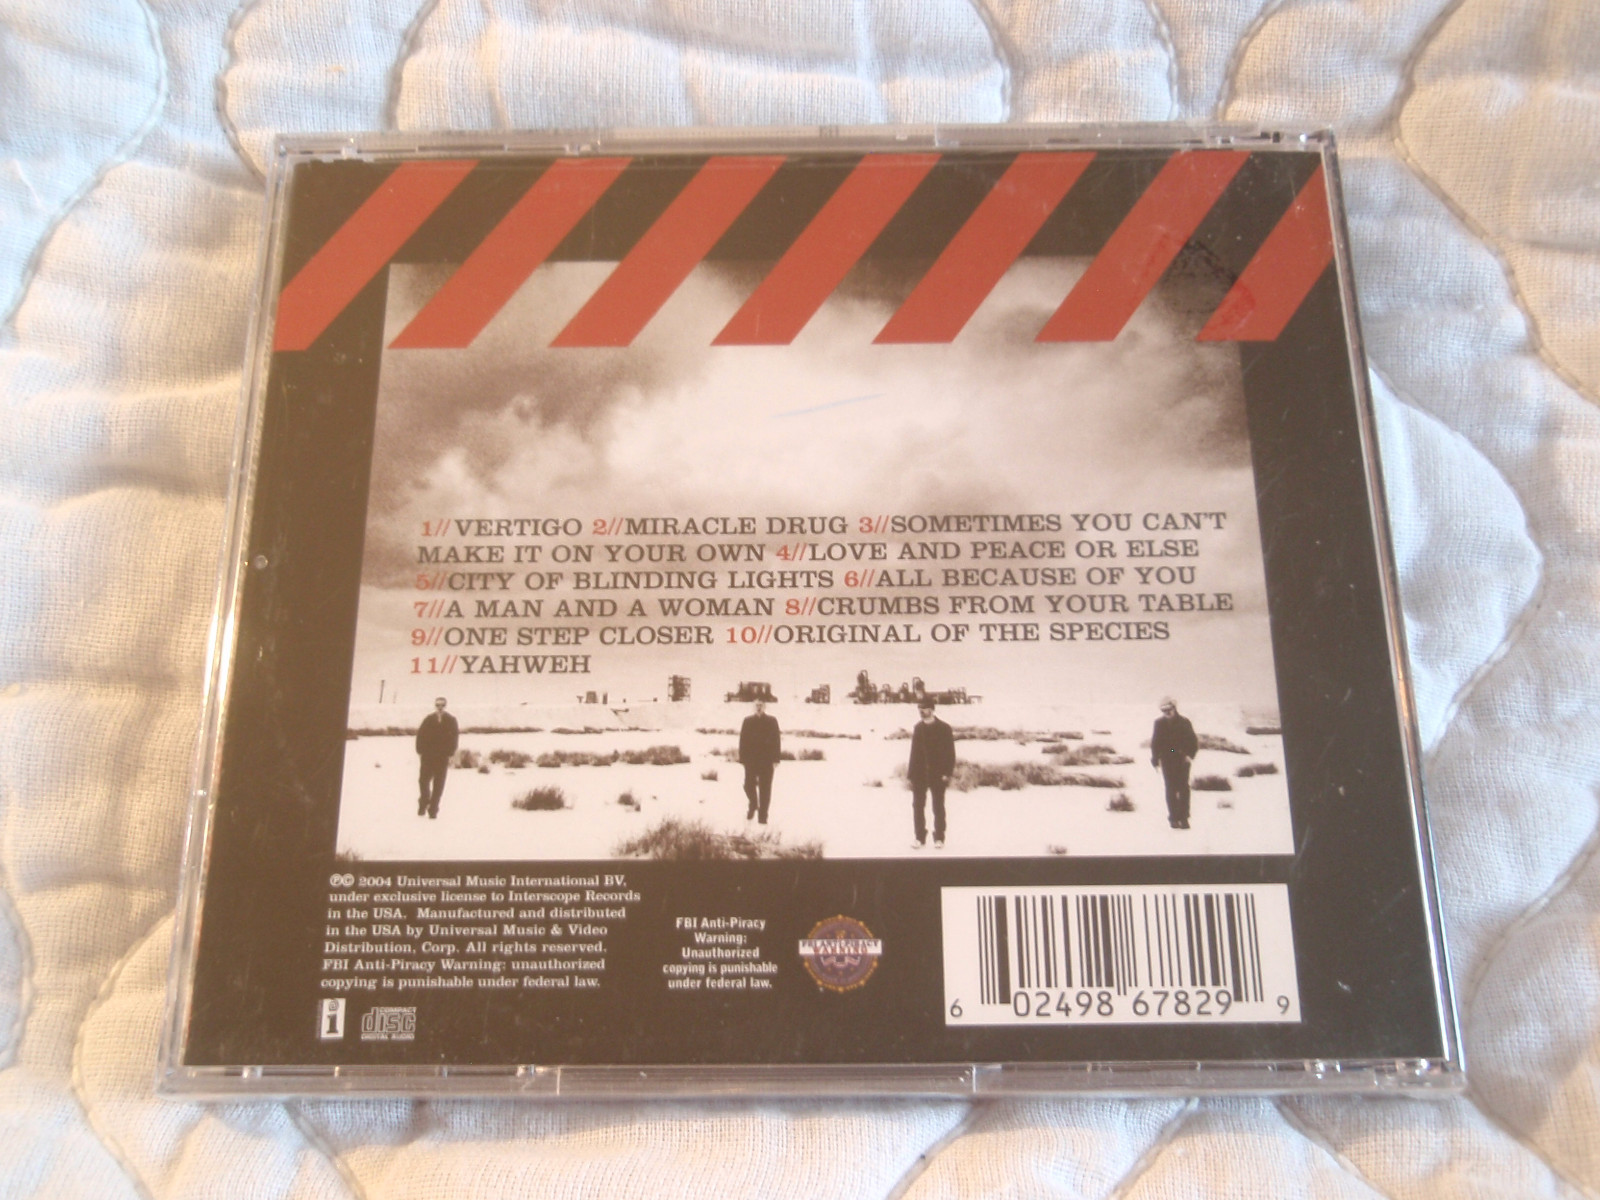 1//VERTIGO 2//MIRACLE DRUG 3//SOMETIMES YOU CAN'T
MAKE IT ON YOUR OWN 4//LOVE AND PEACE OR ELSE
5//CITY OF BLINDING LIGHTS 6//ALL BECAUSE OF YOU
7//A MAN AND A WOMAN 8//CRUMBS FROM YOUR TABLE
9//ONE STEP CLOSER 10//ORIGINAL OF THE SPECIES
11//YAHWEH
℗© 2004 Universal Music International BV,
under exclusive license to Interscope Records
in the USA. Manufactured and distributed
in the USA by Universal Music & Video
Distribution, Corp. All rights reserved.
FBI Anti-Piracy Warning: unauthorized
copying is punishable under federal law.
i
COMPACT
disc
DIGITAL AUDIO
FBI Anti-Piracy
Warning:
Unauthorized
copying is punishable
under federal law.
FBI ANTI-PIRACY
WARNING
6 02498 67829 9